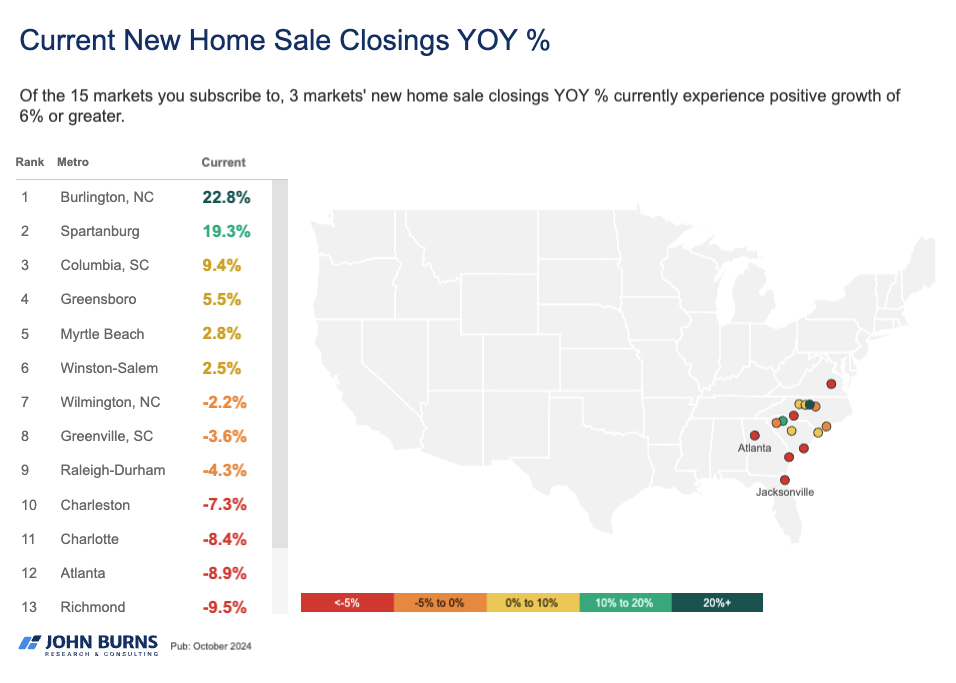 Current New Home Sale Closings YOY %
Of the 15 markets you subscribe to, 3 markets' new home sale closings YOY % currently experience positive growth of
6% or greater.
Rank Metro Current
1 Burlington, NC 22.8%
2 Spartanburg 19.3%
3 Columbia, SC 9.4%
4 Greensboro 5.5%
5 Myrtle Beach 2.8%
6 Winston-Salem 2.5%
7 Wilmington, NC -2.2%
8 Greenville, SC -3.6%
9 Raleigh-Durham -4.3%
10 Charleston -7.3%
11 Charlotte -8.4%
12 Atlanta -8.9%
13 Richmond -9.5%
Atlanta
Jacksonville
<-5% -5% to 0% 0% to 10% 10% to 20% 20%+
JOHN BURNS
RESEARCH & CONSULTING
Pub: October 2024